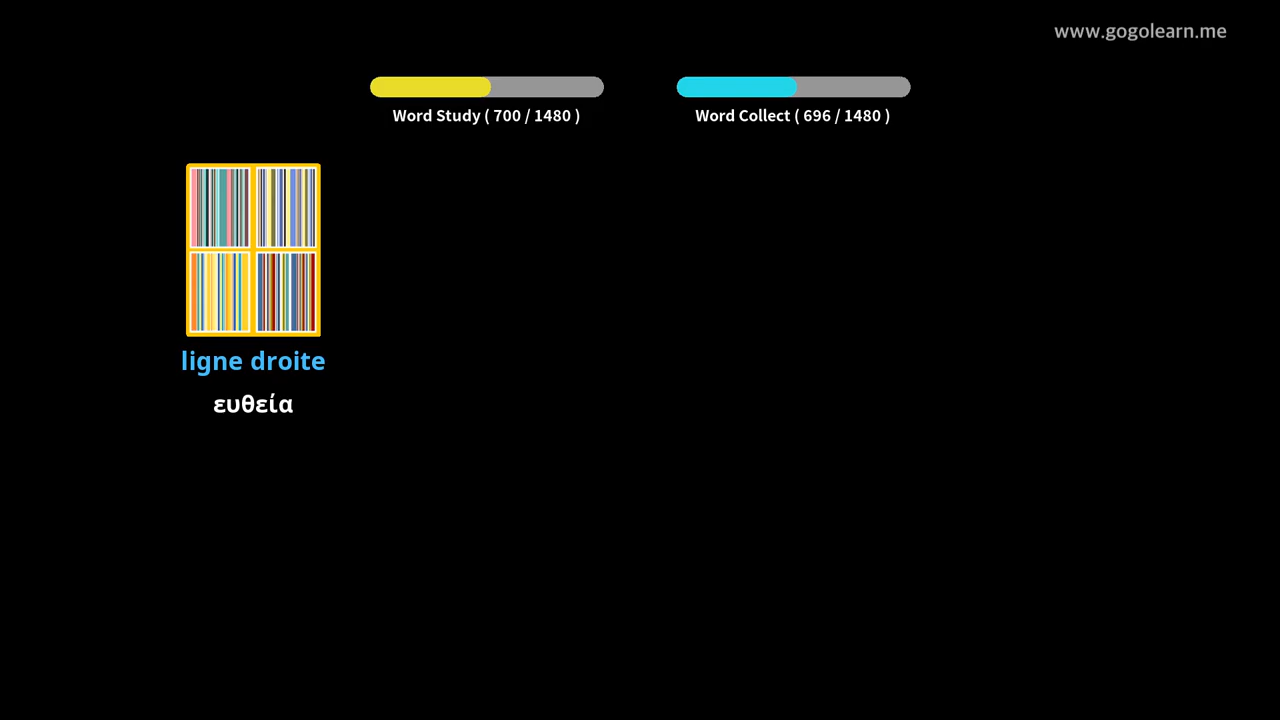 www.gogolearn.me
Word Study ( 700 / 1480 )
Word Collect ( 696 / 1480 )
ligne droite
ευθεία